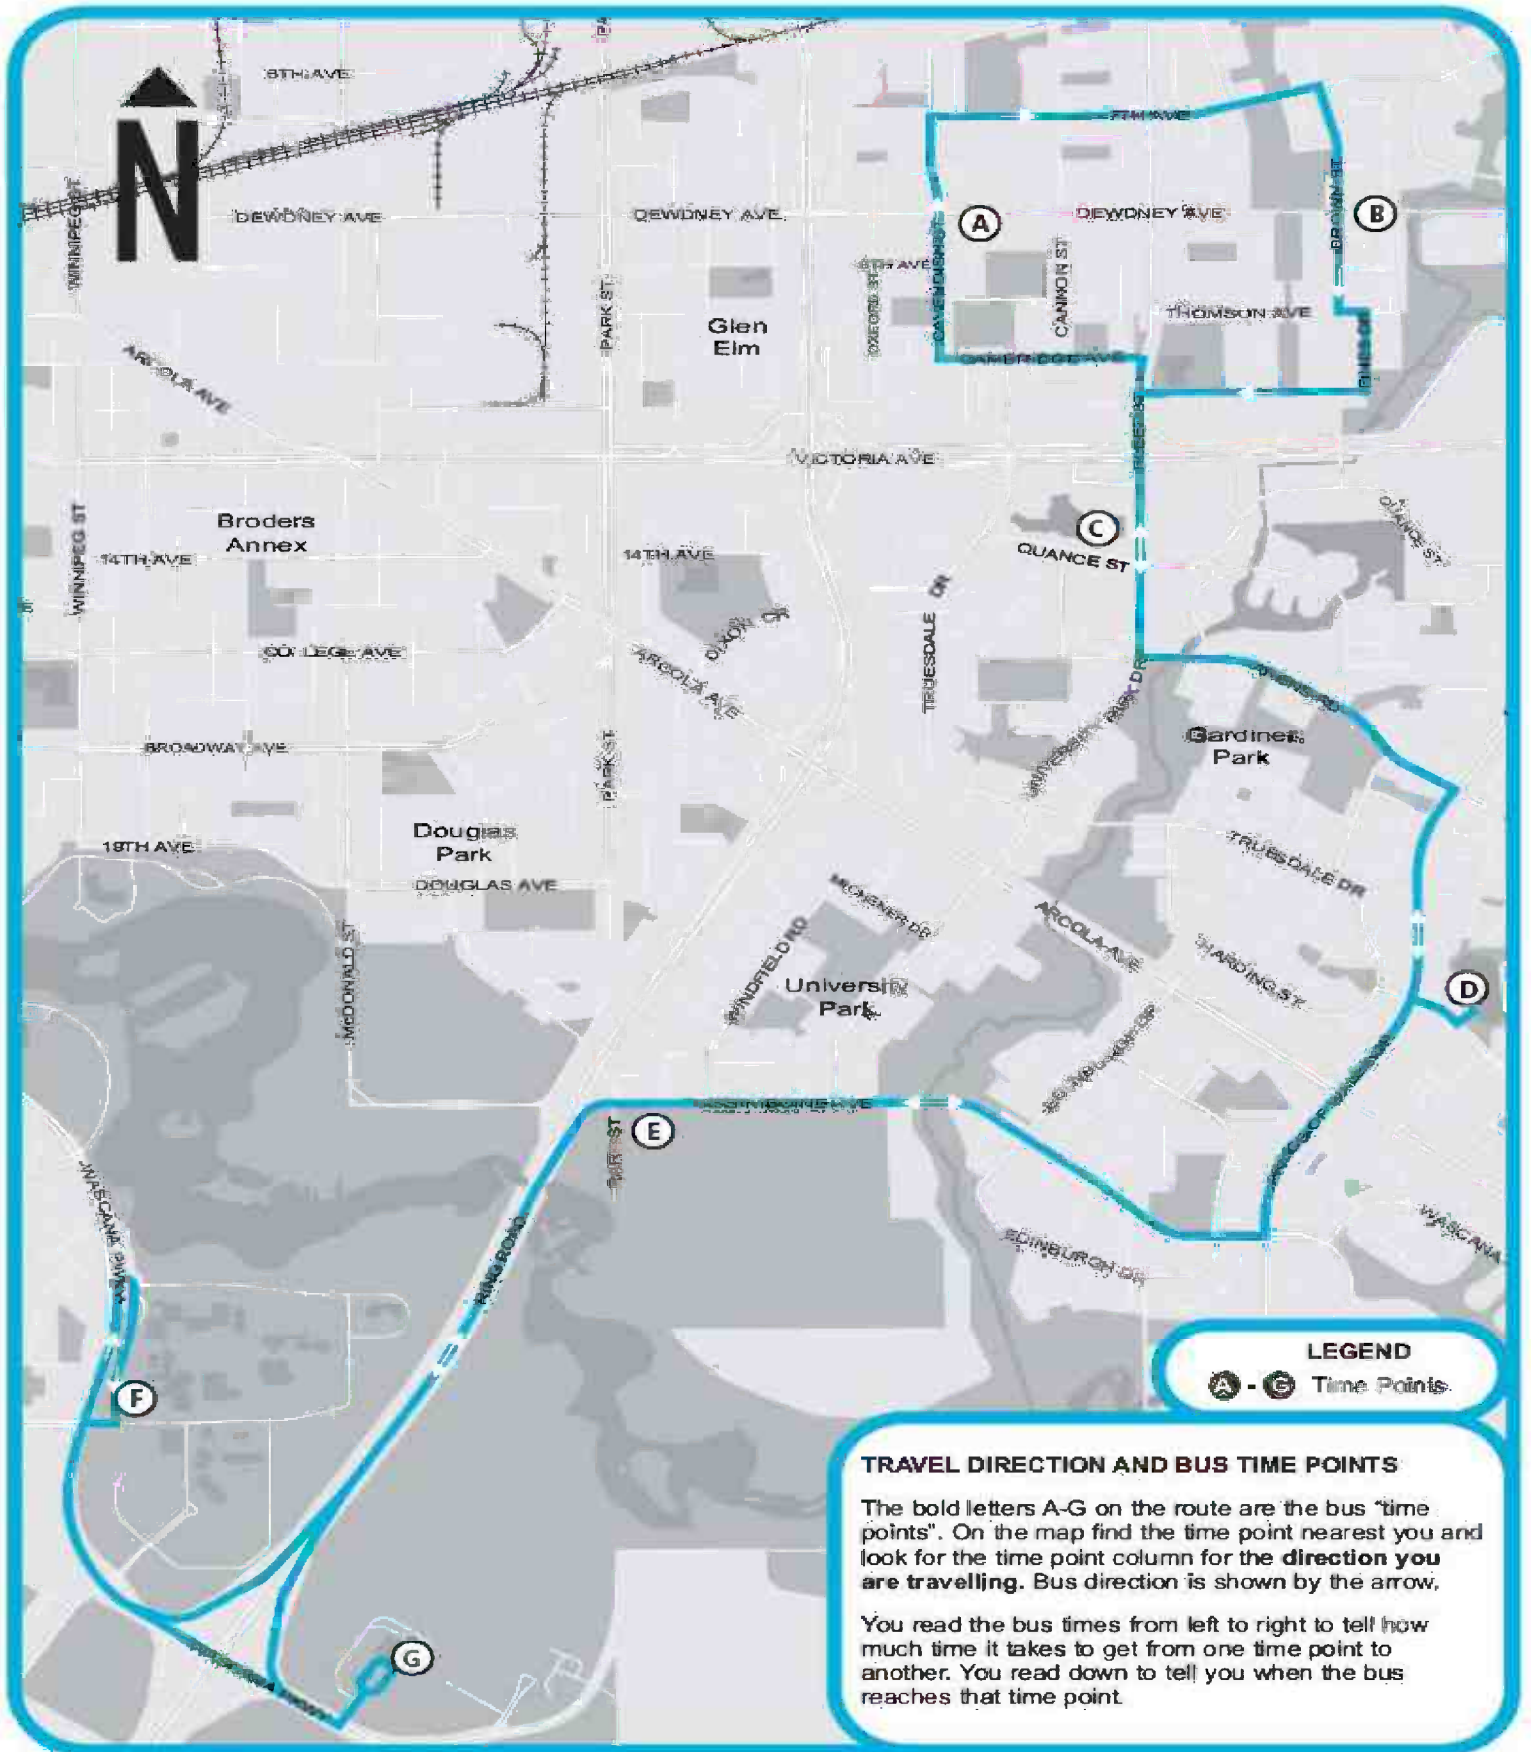 8TH AVE
N
7TH AVE
WINNIPEG ST
DEWDNEY AVE
DEWDNEY AVE
A
DEWDNEY AVE
B
PARK ST
CANNON ST
THOMSON AVE
Glen
Elm
ARCOLA AVE
VICTORIA AVE
C
QUANCE ST
QUANCE ST
Broders
Annex
WINNIPEG ST
14TH AVE
14TH AVE
DIXON CR
TRUESDALE DR
COLLEGE AVE
ARCOLA AVE
Gardiner
Park
BROADWAY AVE
PARK ST
Douglas
Park
19TH AVE
TRUESDALE DR
DOUGLAS AVE
ARCOLA AVE
HARDING ST
MCDONALD ST
WINDFIELD RD
University
Park
D
ASSINIBOINE AVE
E
WASCANA PKWY
RING ROAD
EDINBURGH DR
WASCANA
F
G
LEGEND
A - G Time Points
TRAVEL DIRECTION AND BUS TIME POINTS
The bold letters A-G on the route are the bus "time
points". On the map find the time point nearest you and
look for the time point column for the direction you
are travelling. Bus direction is shown by the arrow.
You read the bus times from left to right to tell how
much time it takes to get from one time point to
another. You read down to tell you when the bus
reaches that time point.